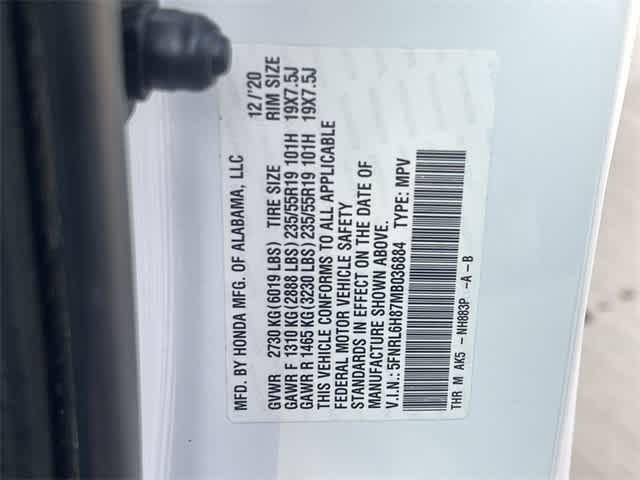 MFD. BY HONDA MFG. OF ALABAMA, LLC 12/'20
GVWR 2730 KG (6019 LBS) TIRE SIZE RIM SIZE
GAWR F 1310 KG (2888 LBS) 235/55R19 101H 19X7.5J
GAWR R 1465 KG (3230 LBS) 235/55R19 101H 19X7.5J
THIS VEHICLE CONFORMS TO ALL APPLICABLE
FEDERAL MOTOR VEHICLE SAFETY
STANDARDS IN EFFECT ON THE DATE OF
MANUFACTURE SHOWN ABOVE.
V.I.N.: 5FNRL6H87MB036884 TYPE: MPV
THR M AK5 - NH883P -A-B